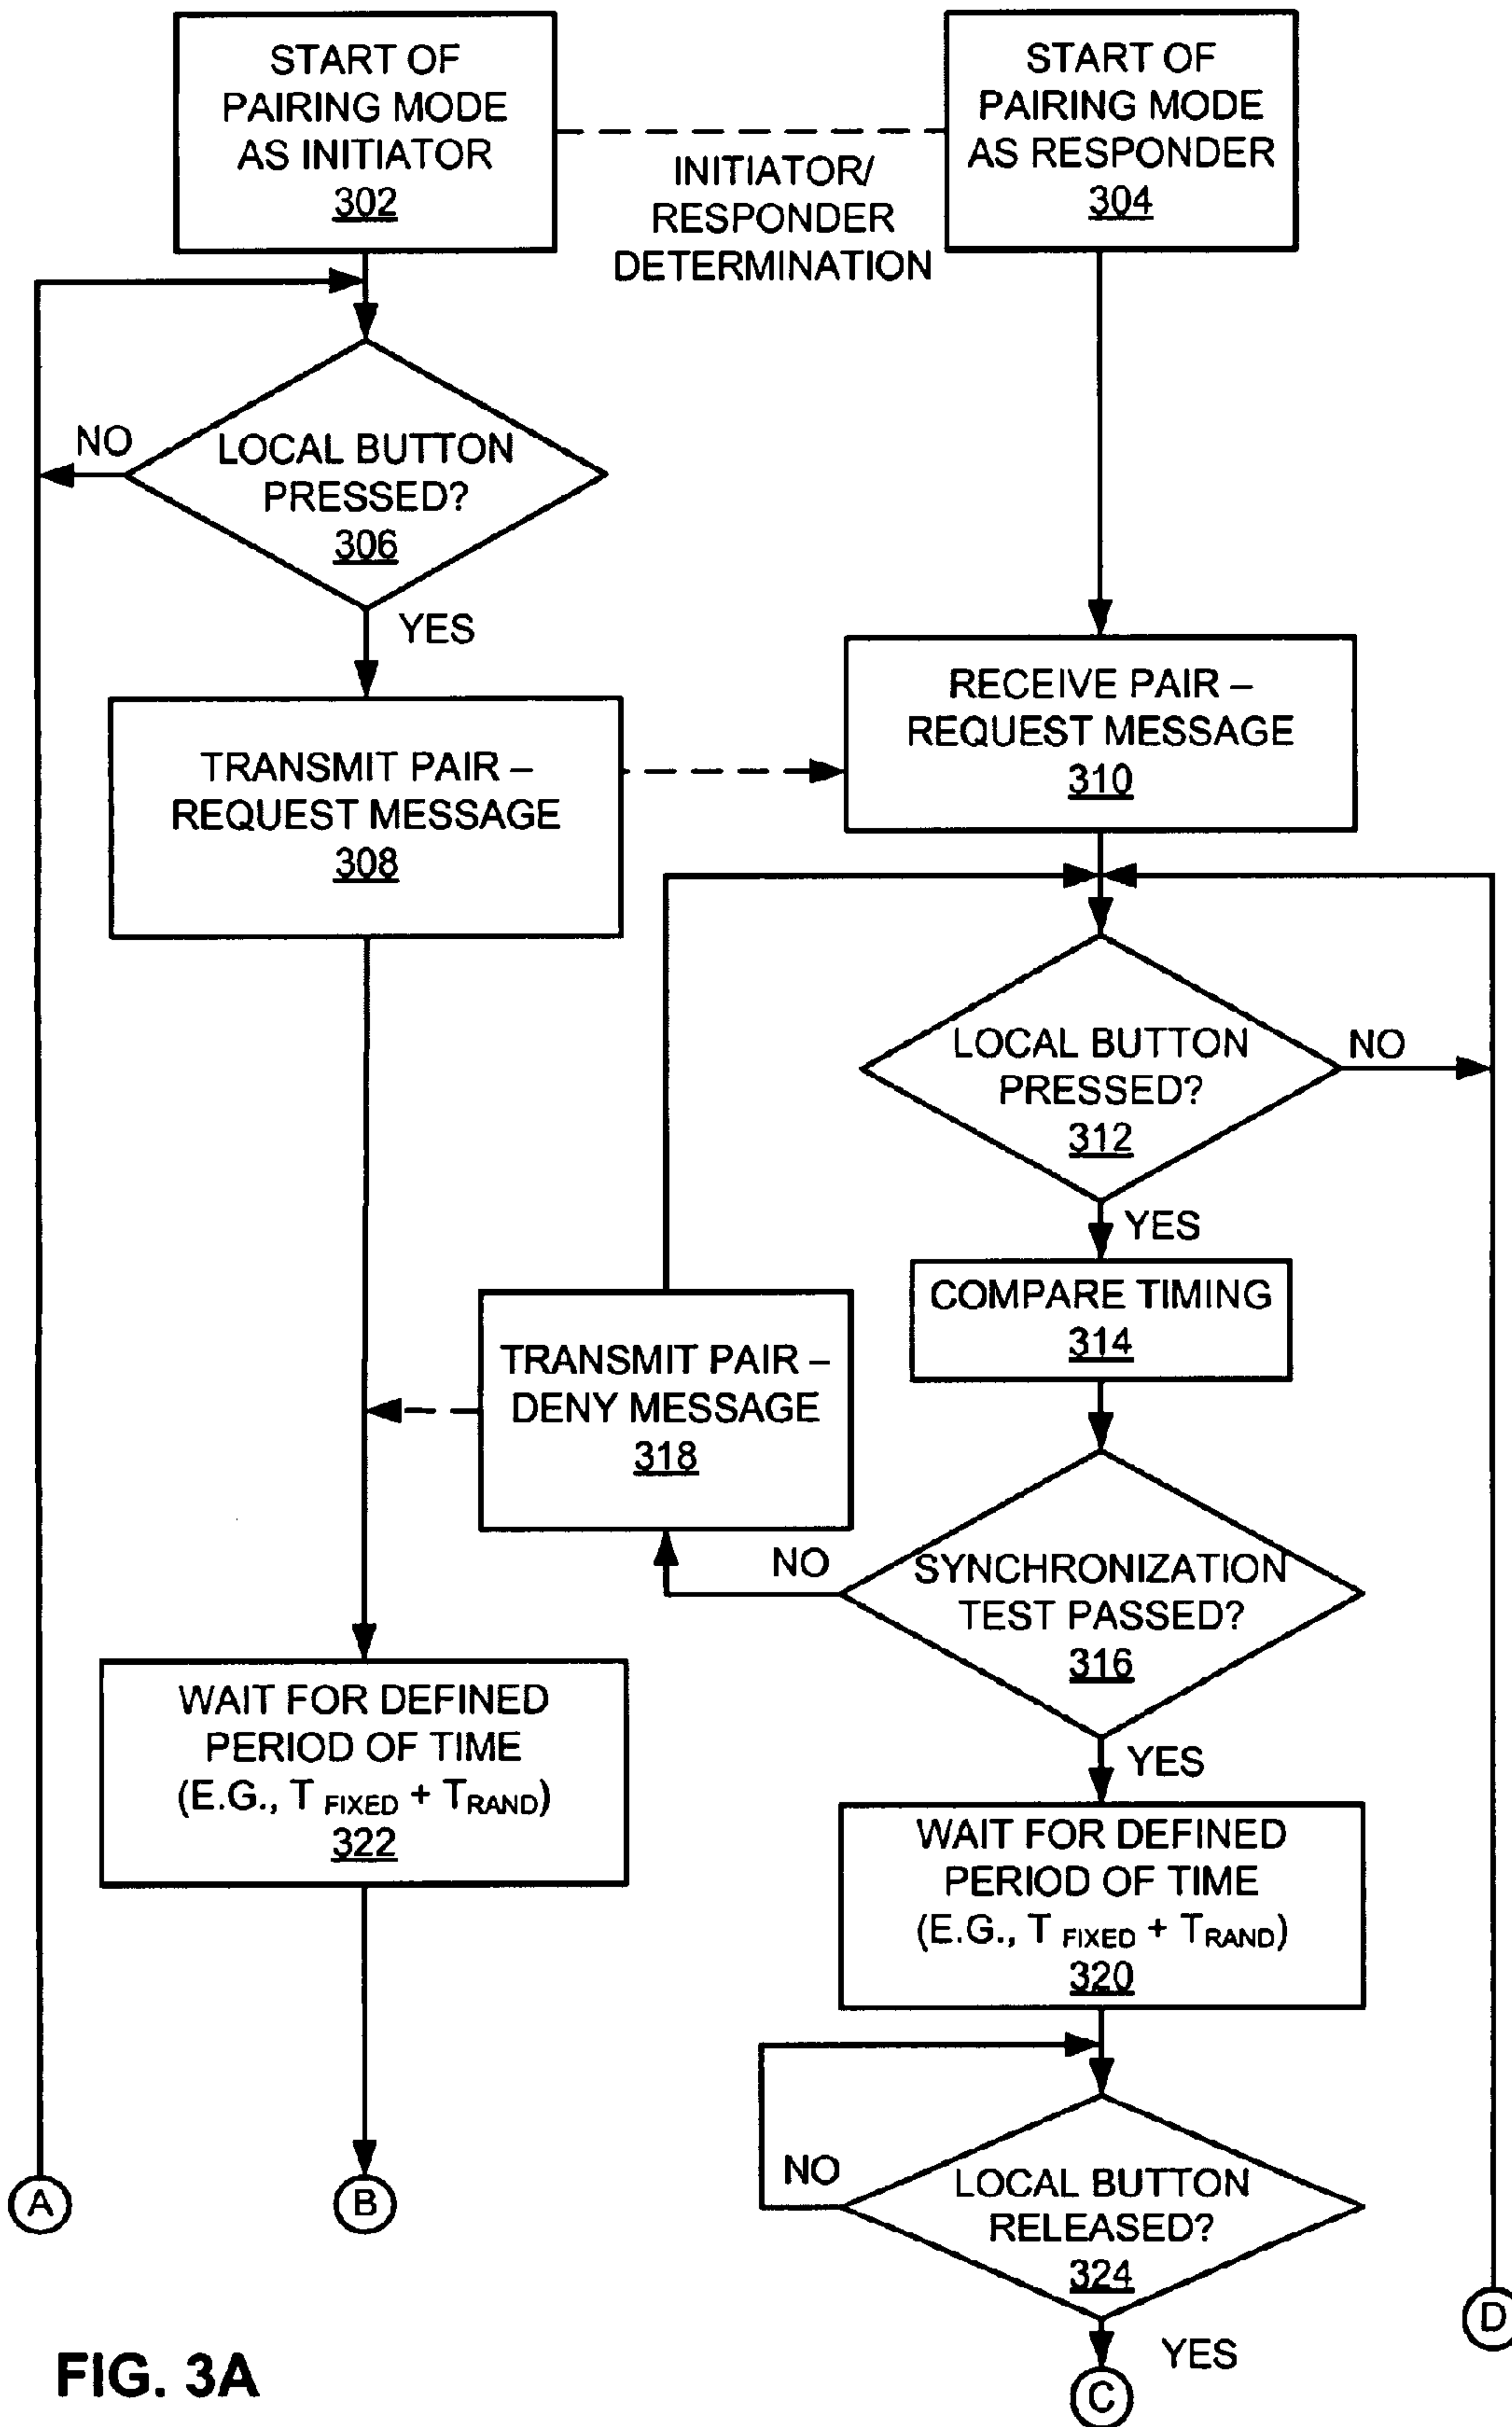 START OF
PAIRING MODE
AS INITIATOR
302
INITIATOR/
RESPONDER
DETERMINATION
START OF
PAIRING MODE
AS RESPONDER
304
NO
LOCAL BUTTON
PRESSED?
306
YES
TRANSMIT PAIR –
REQUEST MESSAGE
308
RECEIVE PAIR –
REQUEST MESSAGE
310
LOCAL BUTTON
PRESSED?
312
NO
YES
COMPARE TIMING
314
TRANSMIT PAIR –
DENY MESSAGE
318
NO
SYNCHRONIZATION
TEST PASSED?
316
YES
WAIT FOR DEFINED
PERIOD OF TIME
(E.G., T FIXED + TRAND)
322
WAIT FOR DEFINED
PERIOD OF TIME
(E.G., T FIXED + TRAND)
320
NO
LOCAL BUTTON
RELEASED?
324
YES
A
B
C
D
FIG. 3A